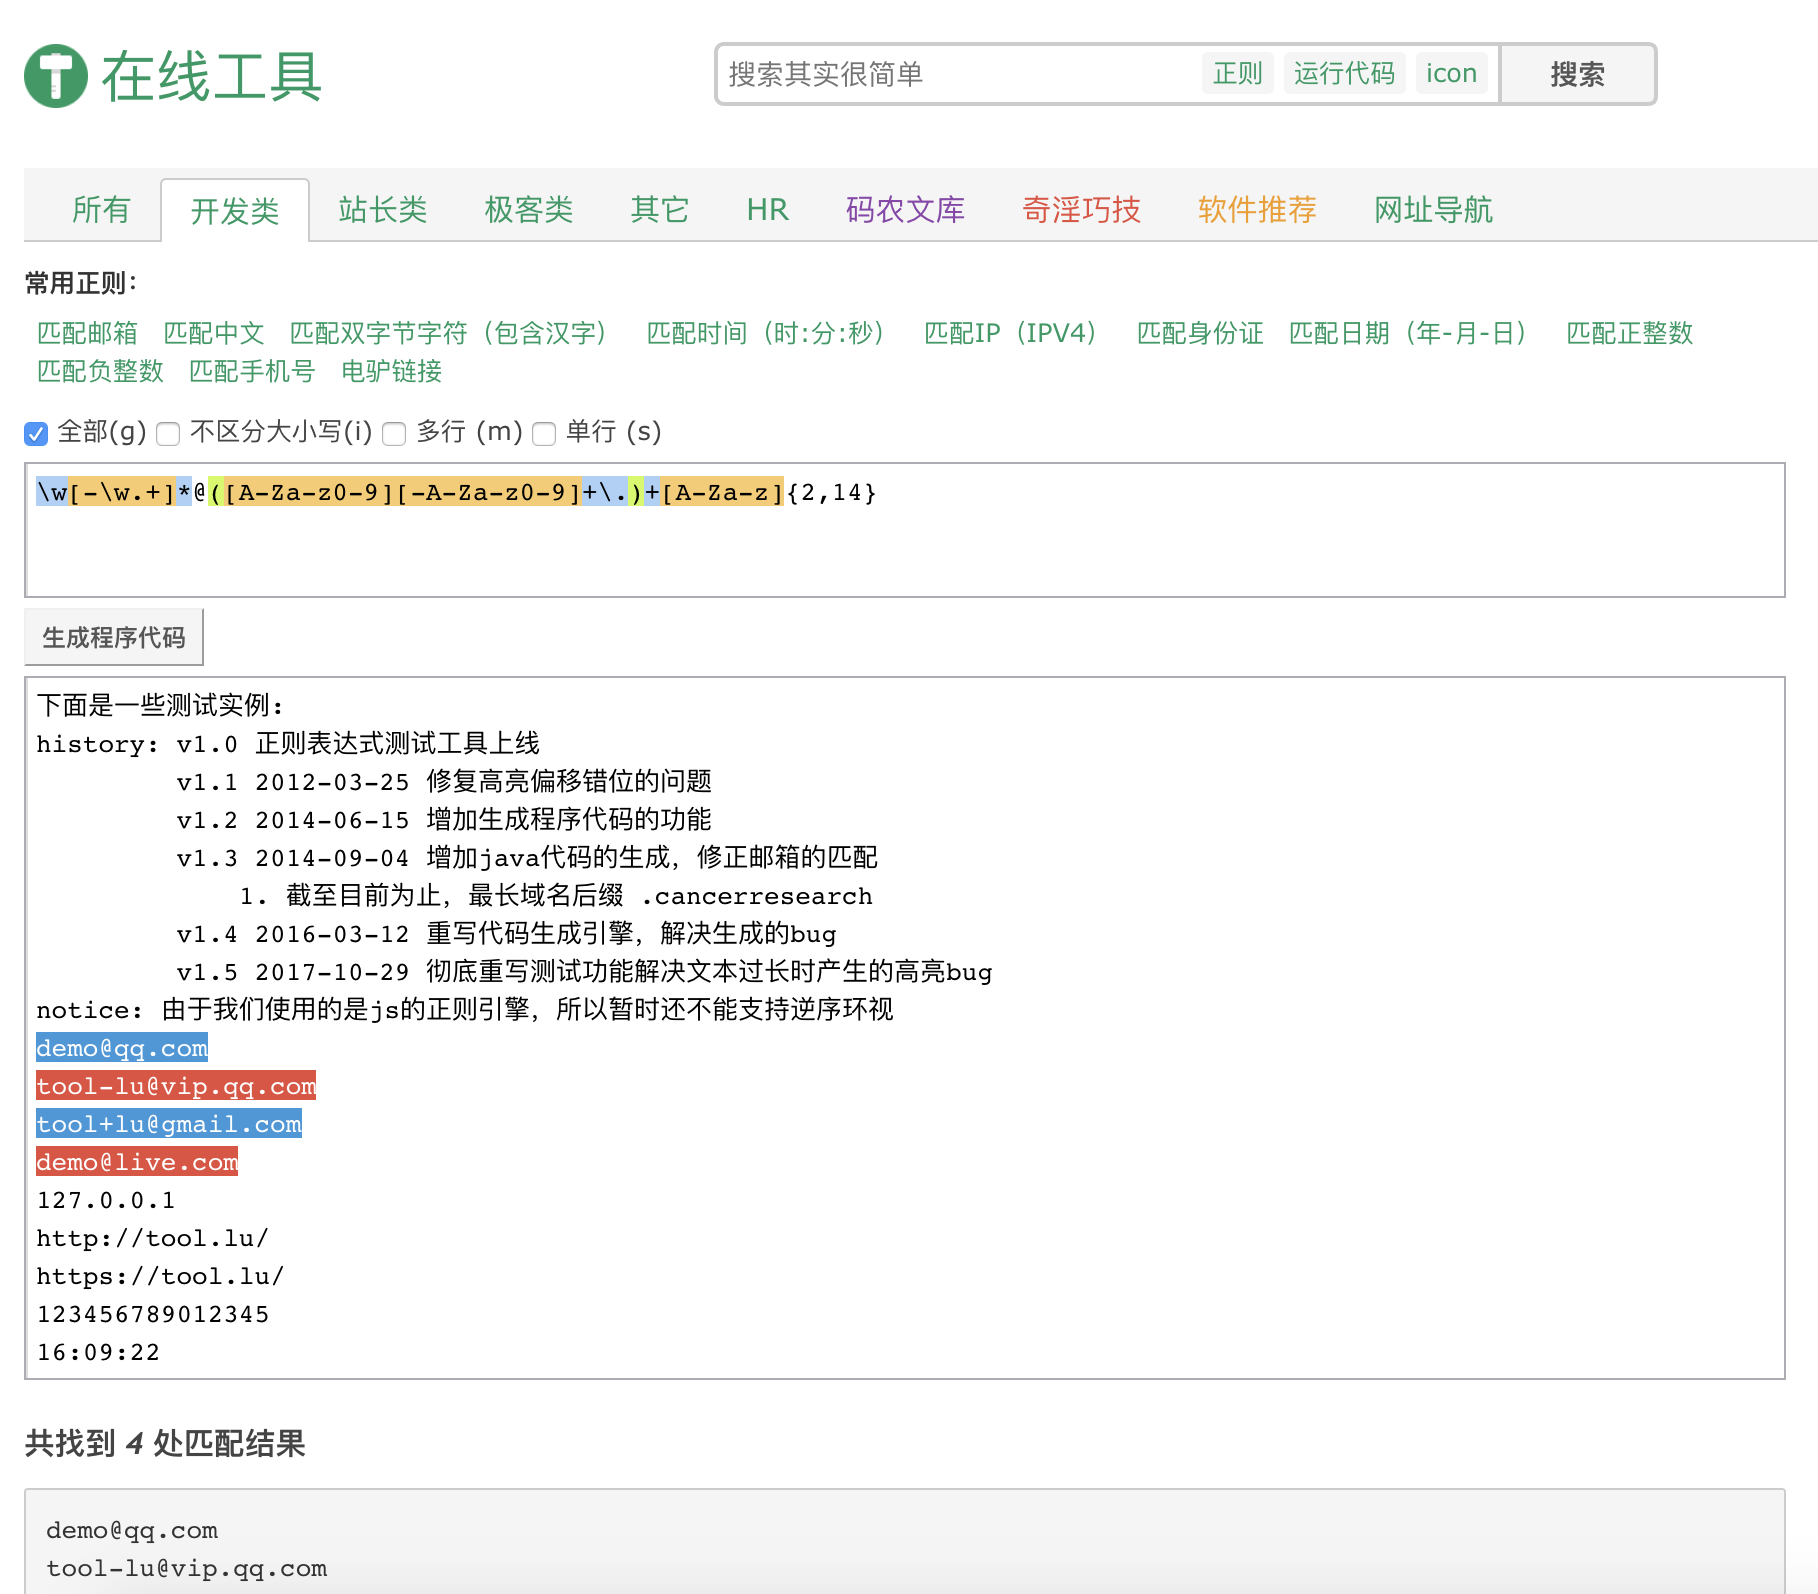 在线工具
搜索其实很简单 正则 运行代码 icon 搜索
所有 开发类 站长类 极客类 其它 HR 码农文库 奇淫巧技 软件推荐 网址导航
常用正则：
匹配邮箱 匹配中文 匹配双字节字符（包含汉字） 匹配时间（时:分:秒） 匹配IP（IPV4） 匹配身份证 匹配日期（年-月-日） 匹配正整数
匹配负整数 匹配手机号 电驴链接
全部(g) 不区分大小写(i) 多行 (m) 单行 (s)
\w[-\w.+]*@([A-Za-z0-9][-A-Za-z0-9]+\.)+[A-Za-z]{2,14}
生成程序代码
下面是一些测试实例：
history: v1.0 正则表达式测试工具上线
v1.1 2012-03-25 修复高亮偏移错位的问题
v1.2 2014-06-15 增加生成程序代码的功能
v1.3 2014-09-04 增加java代码的生成，修正邮箱的匹配
1. 截至目前为止，最长域名后缀 .cancerresearch
v1.4 2016-03-12 重写代码生成引擎，解决生成的bug
v1.5 2017-10-29 彻底重写测试功能解决文本过长时产生的高亮bug
notice: 由于我们使用的是js的正则引擎，所以暂时还不能支持逆序环视
demo@qq.com
tool-lu@vip.qq.com
tool+lu@gmail.com
demo@live.com
127.0.0.1
http://tool.lu/
https://tool.lu/
123456789012345
16:09:22
共找到 4 处匹配结果
demo@qq.com
tool-lu@vip.qq.com